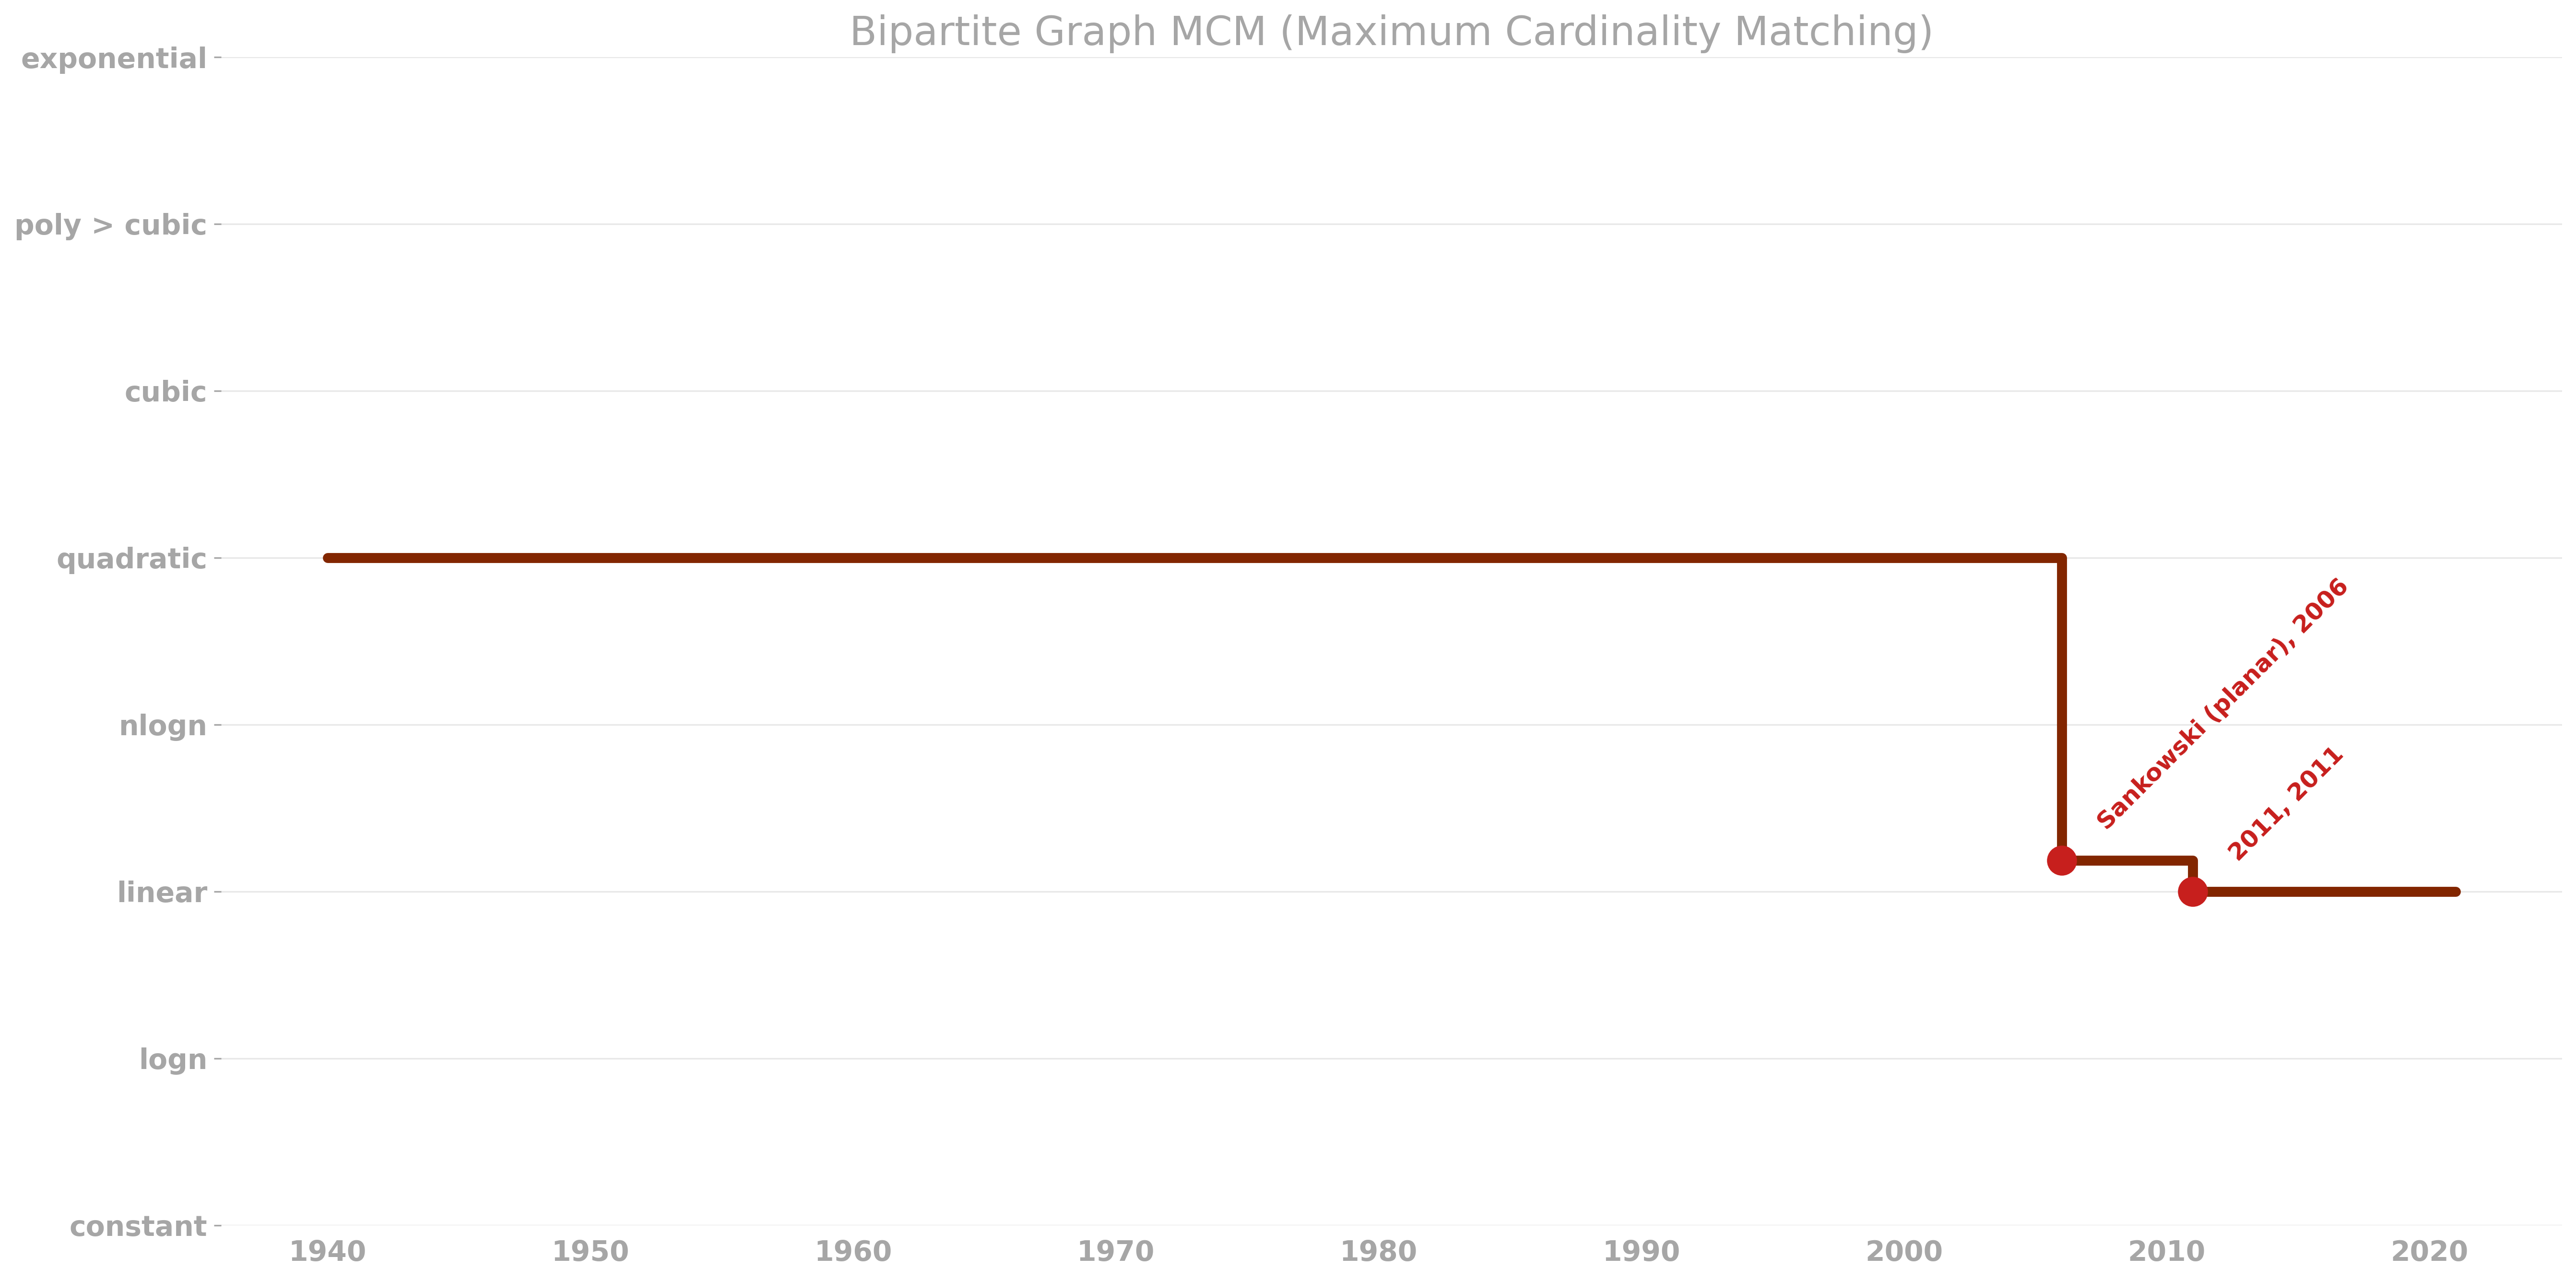 Bipartite Graph MCM (Maximum Cardinality Matching)
exponential
poly > cubic
cubic
quadratic
nlogn
linear
logn
constant
Sankowski (planar), 2006
2011, 2011
1940 1950 1960 1970 1980 1990 2000 2010 2020